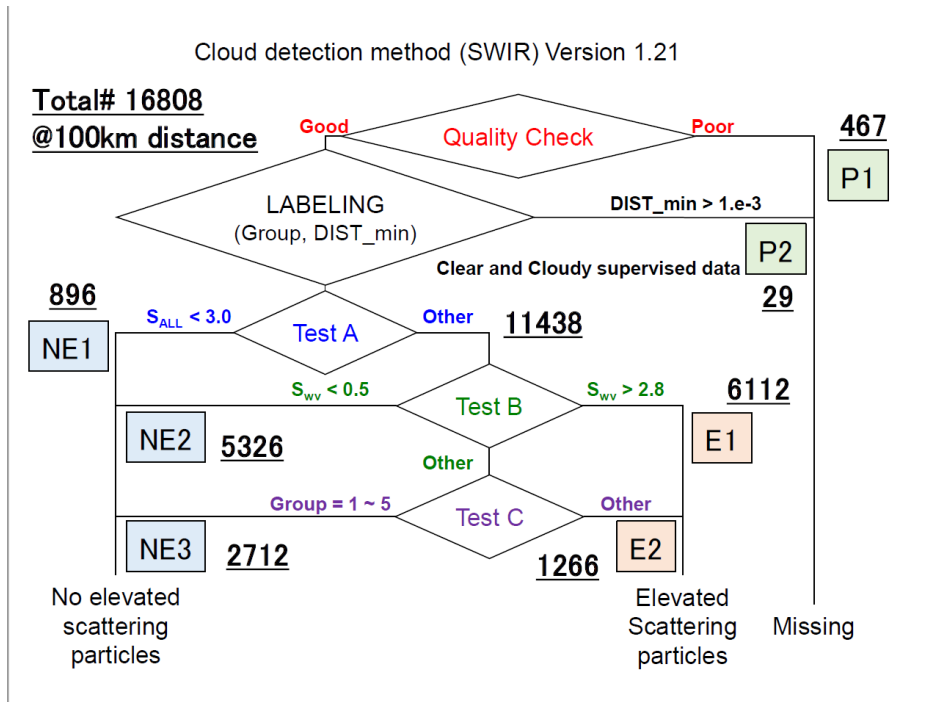 Cloud detection method (SWIR) Version 1.21
Total# 16808
@100km distance
Good
Quality Check
Poor
467
P1
LABELING
(Group, DIST_min)
DIST_min > 1.e-3
P2
Clear and Cloudy supervised data
29
896
NE1
S_ALL < 3.0
Test A
Other
11438
S_wv < 0.5
Test B
S_wv > 2.8
6112
NE2
5326
E1
Other
Group = 1 ~ 5
Test C
Other
NE3
2712
1266
E2
No elevated
scattering
particles
Elevated
Scattering
particles
Missing